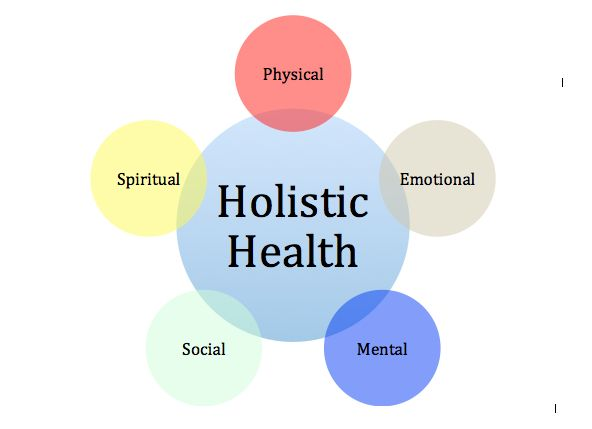 Physical
Spiritual
Emotional
Holistic
Health
Social
Mental